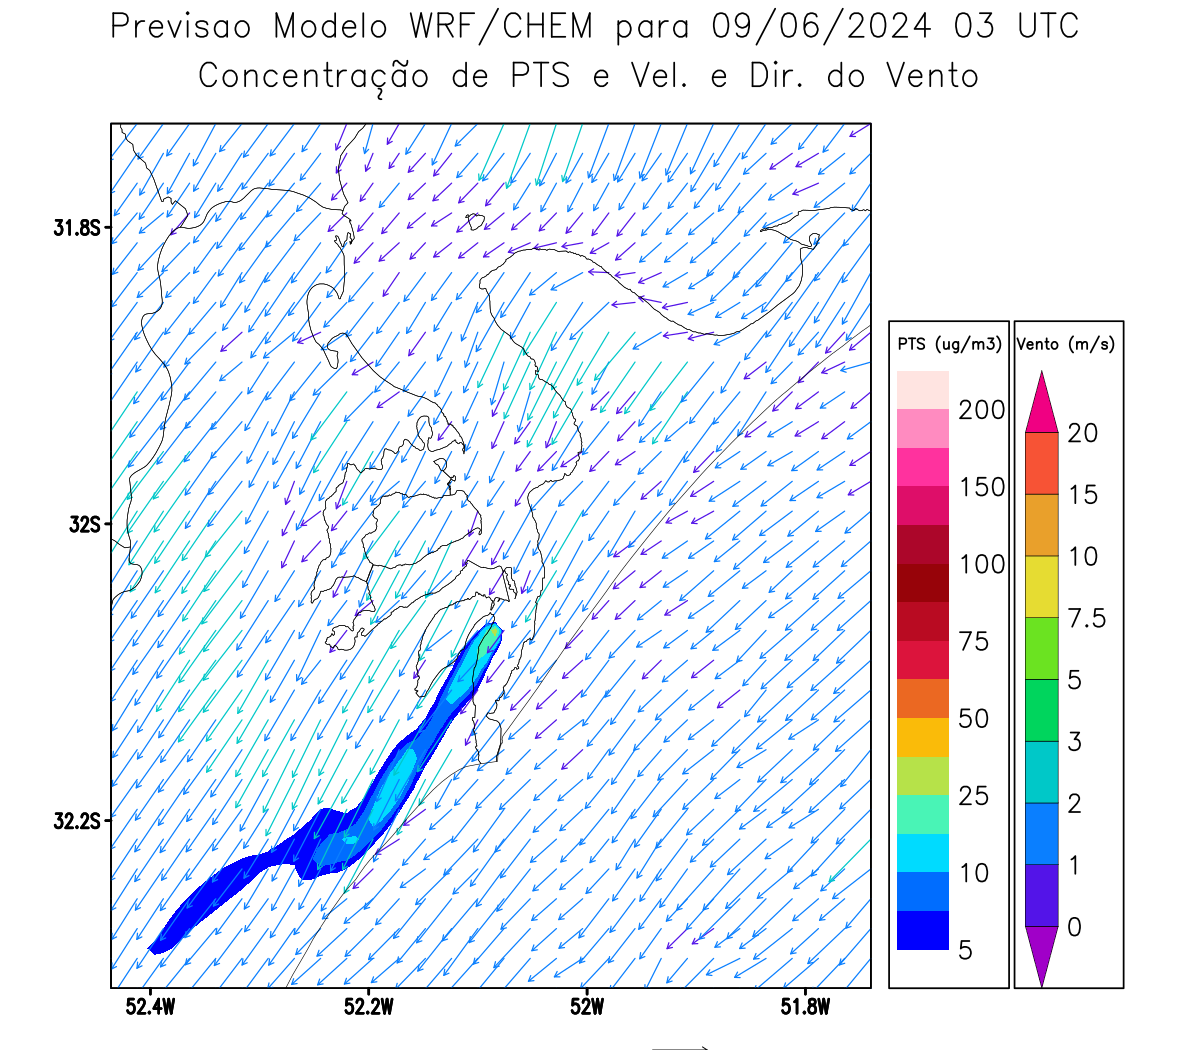 Previsao Modelo WRF/CHEM para 09/06/2024 03 UTC
Concentração de PTS e Vel. e Dir. do Vento
31.8S
32S
32.2S
52.4W 52.2W 52W 51.8W
PTS (ug/m3)
200
150
100
75
50
25
10
5
Vento (m/s)
20
15
10
7.5
5
3
2
1
0